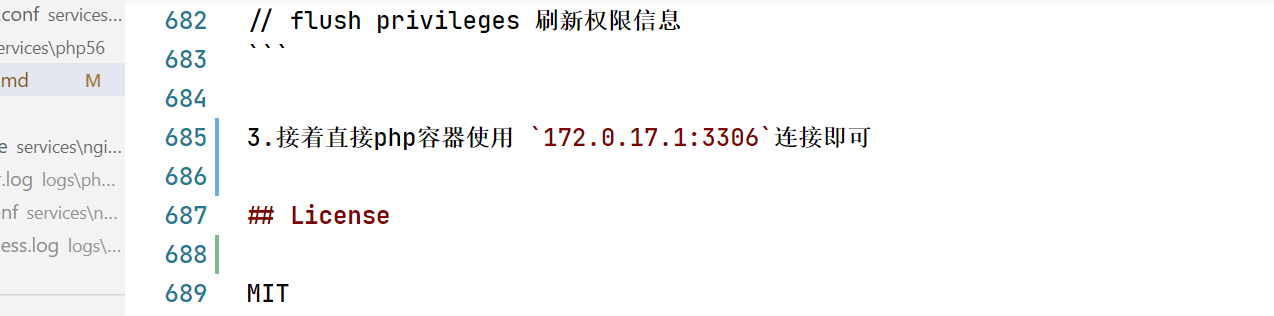 .conf services...
ervices\php56
md M
e services\ngi...
.log logs\ph...
nf services\n...
ess.log logs\...
682 // flush privileges 刷新权限信息
683 ```
684
685 3.接着直接php容器使用 `172.0.17.1:3306`连接即可
686
687 ## License
688
689 MIT